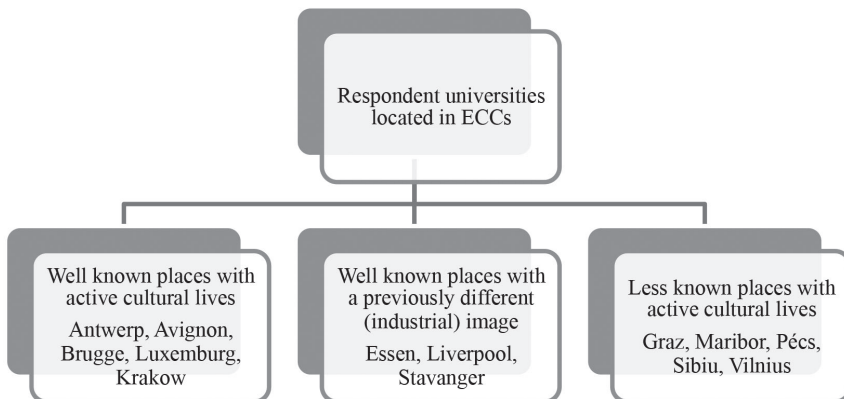 Respondent universities
located in ECCs
Well known places with
active cultural lives
Antwerp, Avignon,
Brugge, Luxemburg,
Krakow
Well known places with
a previously different
(industrial) image
Essen, Liverpool,
Stavanger
Less known places with
active cultural lives
Graz, Maribor, Pécs,
Sibiu, Vilnius